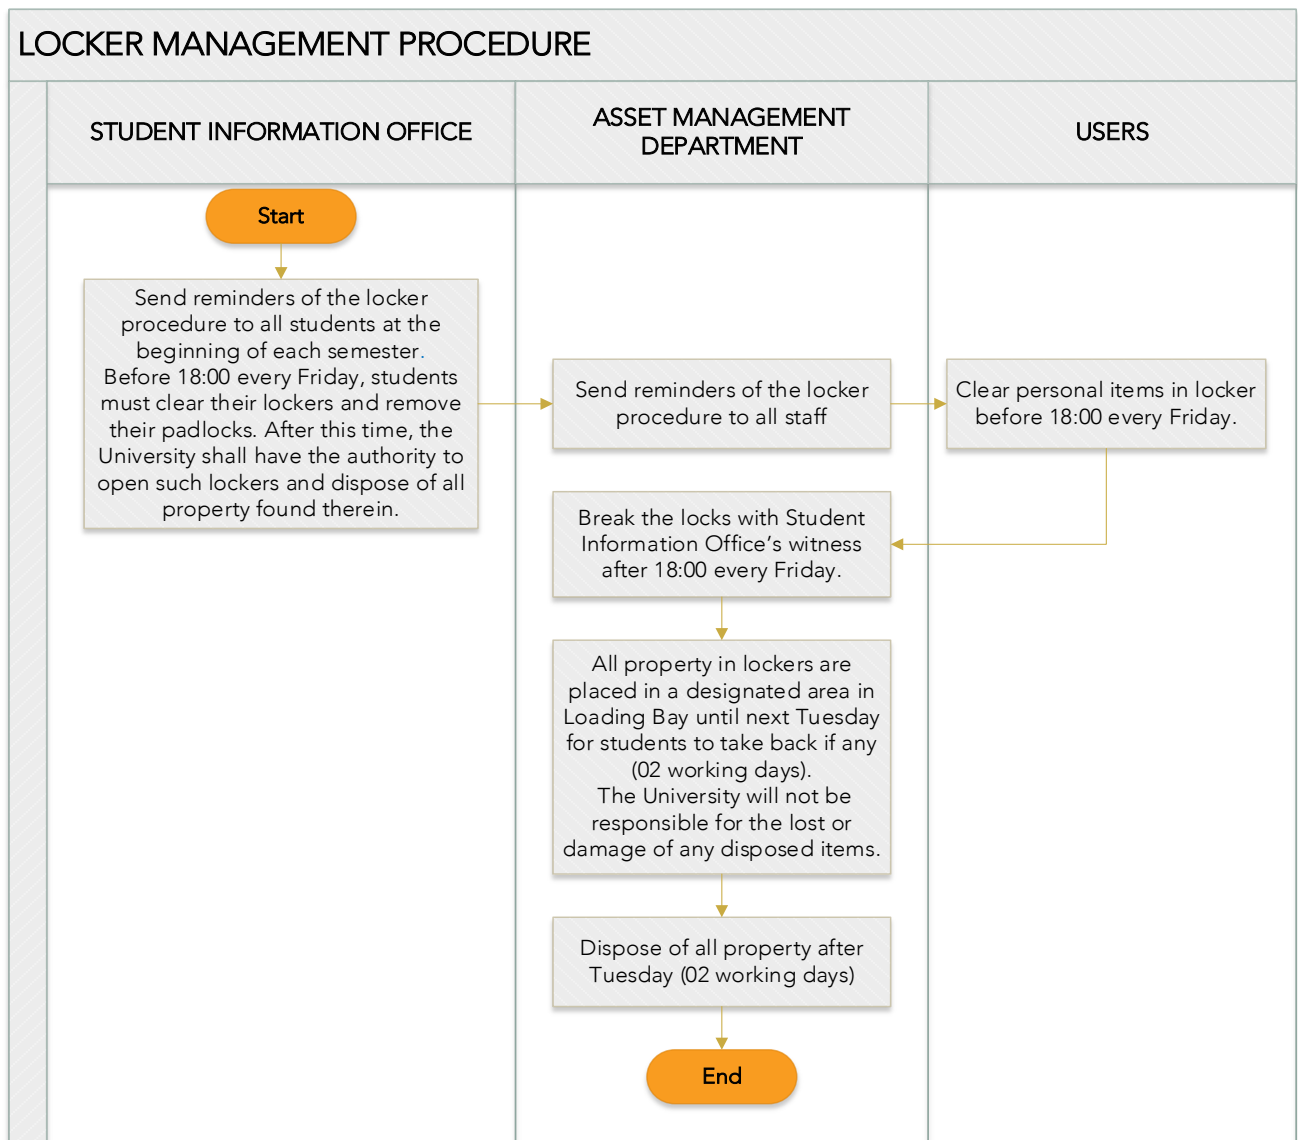 LOCKER MANAGEMENT PROCEDURE
STUDENT INFORMATION OFFICE
ASSET MANAGEMENT
DEPARTMENT
USERS
Start
Send reminders of the locker
procedure to all students at the
beginning of each semester.
Before 18:00 every Friday, students
must clear their lockers and remove
their padlocks. After this time, the
University shall have the authority to
open such lockers and dispose of all
property found therein.
Send reminders of the locker
procedure to all staff
Clear personal items in locker
before 18:00 every Friday.
Break the locks with Student
Information Office’s witness
after 18:00 every Friday.
All property in lockers are
placed in a designated area in
Loading Bay until next Tuesday
for students to take back if any
(02 working days).
The University will not be
responsible for the lost or
damage of any disposed items.
Dispose of all property after
Tuesday (02 working days)
End